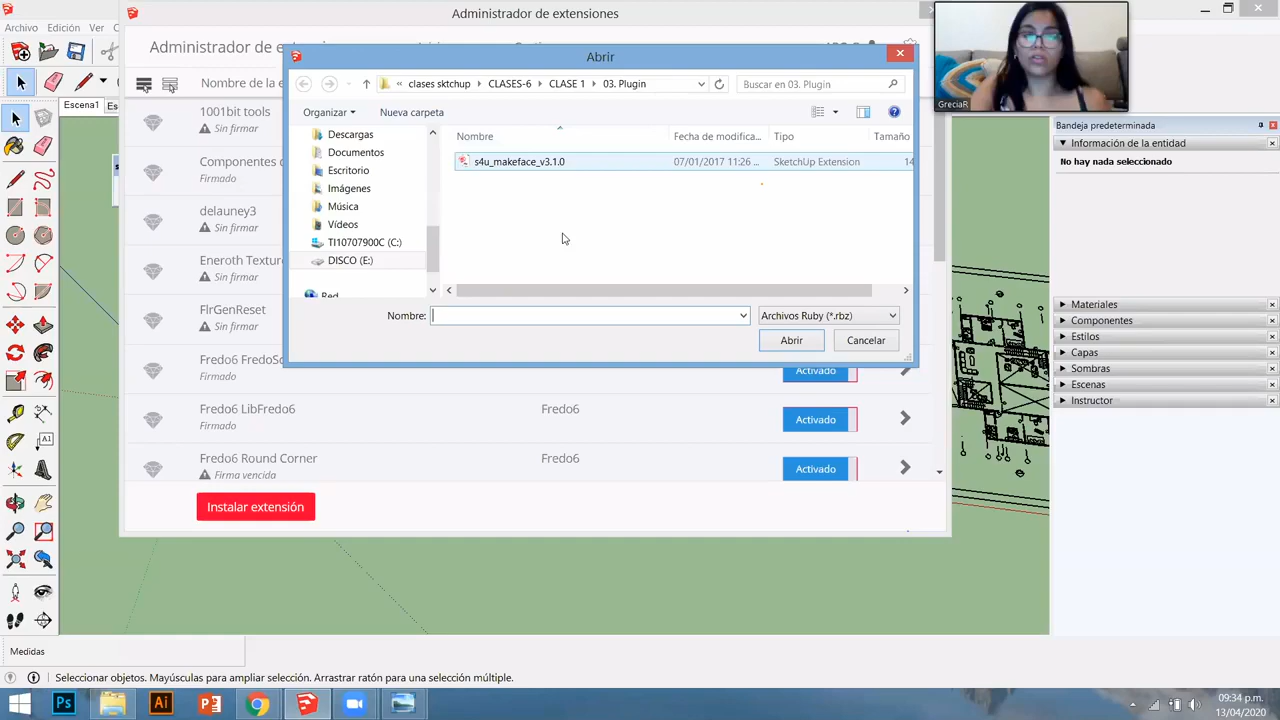 Administrador de extensiones
Archivo Edición Ver
Administrador de
Nombre de la e
Escena1 Es
1001bit tools
Sin firmar
Componentes d
Firmado
delauney3
Sin firmar
Eneroth Textur
Sin firmar
FlrGenReset
Sin firmar
Fredo6 FredoSc
Firmado
Activado
Fredo6 LibFredo6
Firmado
Fredo6
Activado
Fredo6 Round Corner
Firma vencida
Fredo6
Activado
Instalar extensión
Abrir
« clases sktchup CLASES-6 CLASE 1 03. Plugin
Buscar en 03. Plugin
Organizar Nueva carpeta
Descargas
Documentos
Escritorio
Imágenes
Música
Vídeos
TI10707900C (C:)
DISCO (E:)
Red
Nombre Fecha de modifica... Tipo Tamaño
s4u_makeface_v3.1.0 07/01/2017 11:26 ... SketchUp Extension 14
Nombre:
Archivos Ruby (*.rbz)
Abrir Cancelar
GreciaR
Bandeja predeterminada
Información de la entidad
No hay nada seleccionado
Materiales
Componentes
Estilos
Capas
Sombras
Escenas
Instructor
Medidas
Seleccionar objetos. Mayúsculas para ampliar selección. Arrastrar ratón para una selección múltiple.
09:34 p.m.
13/04/2020